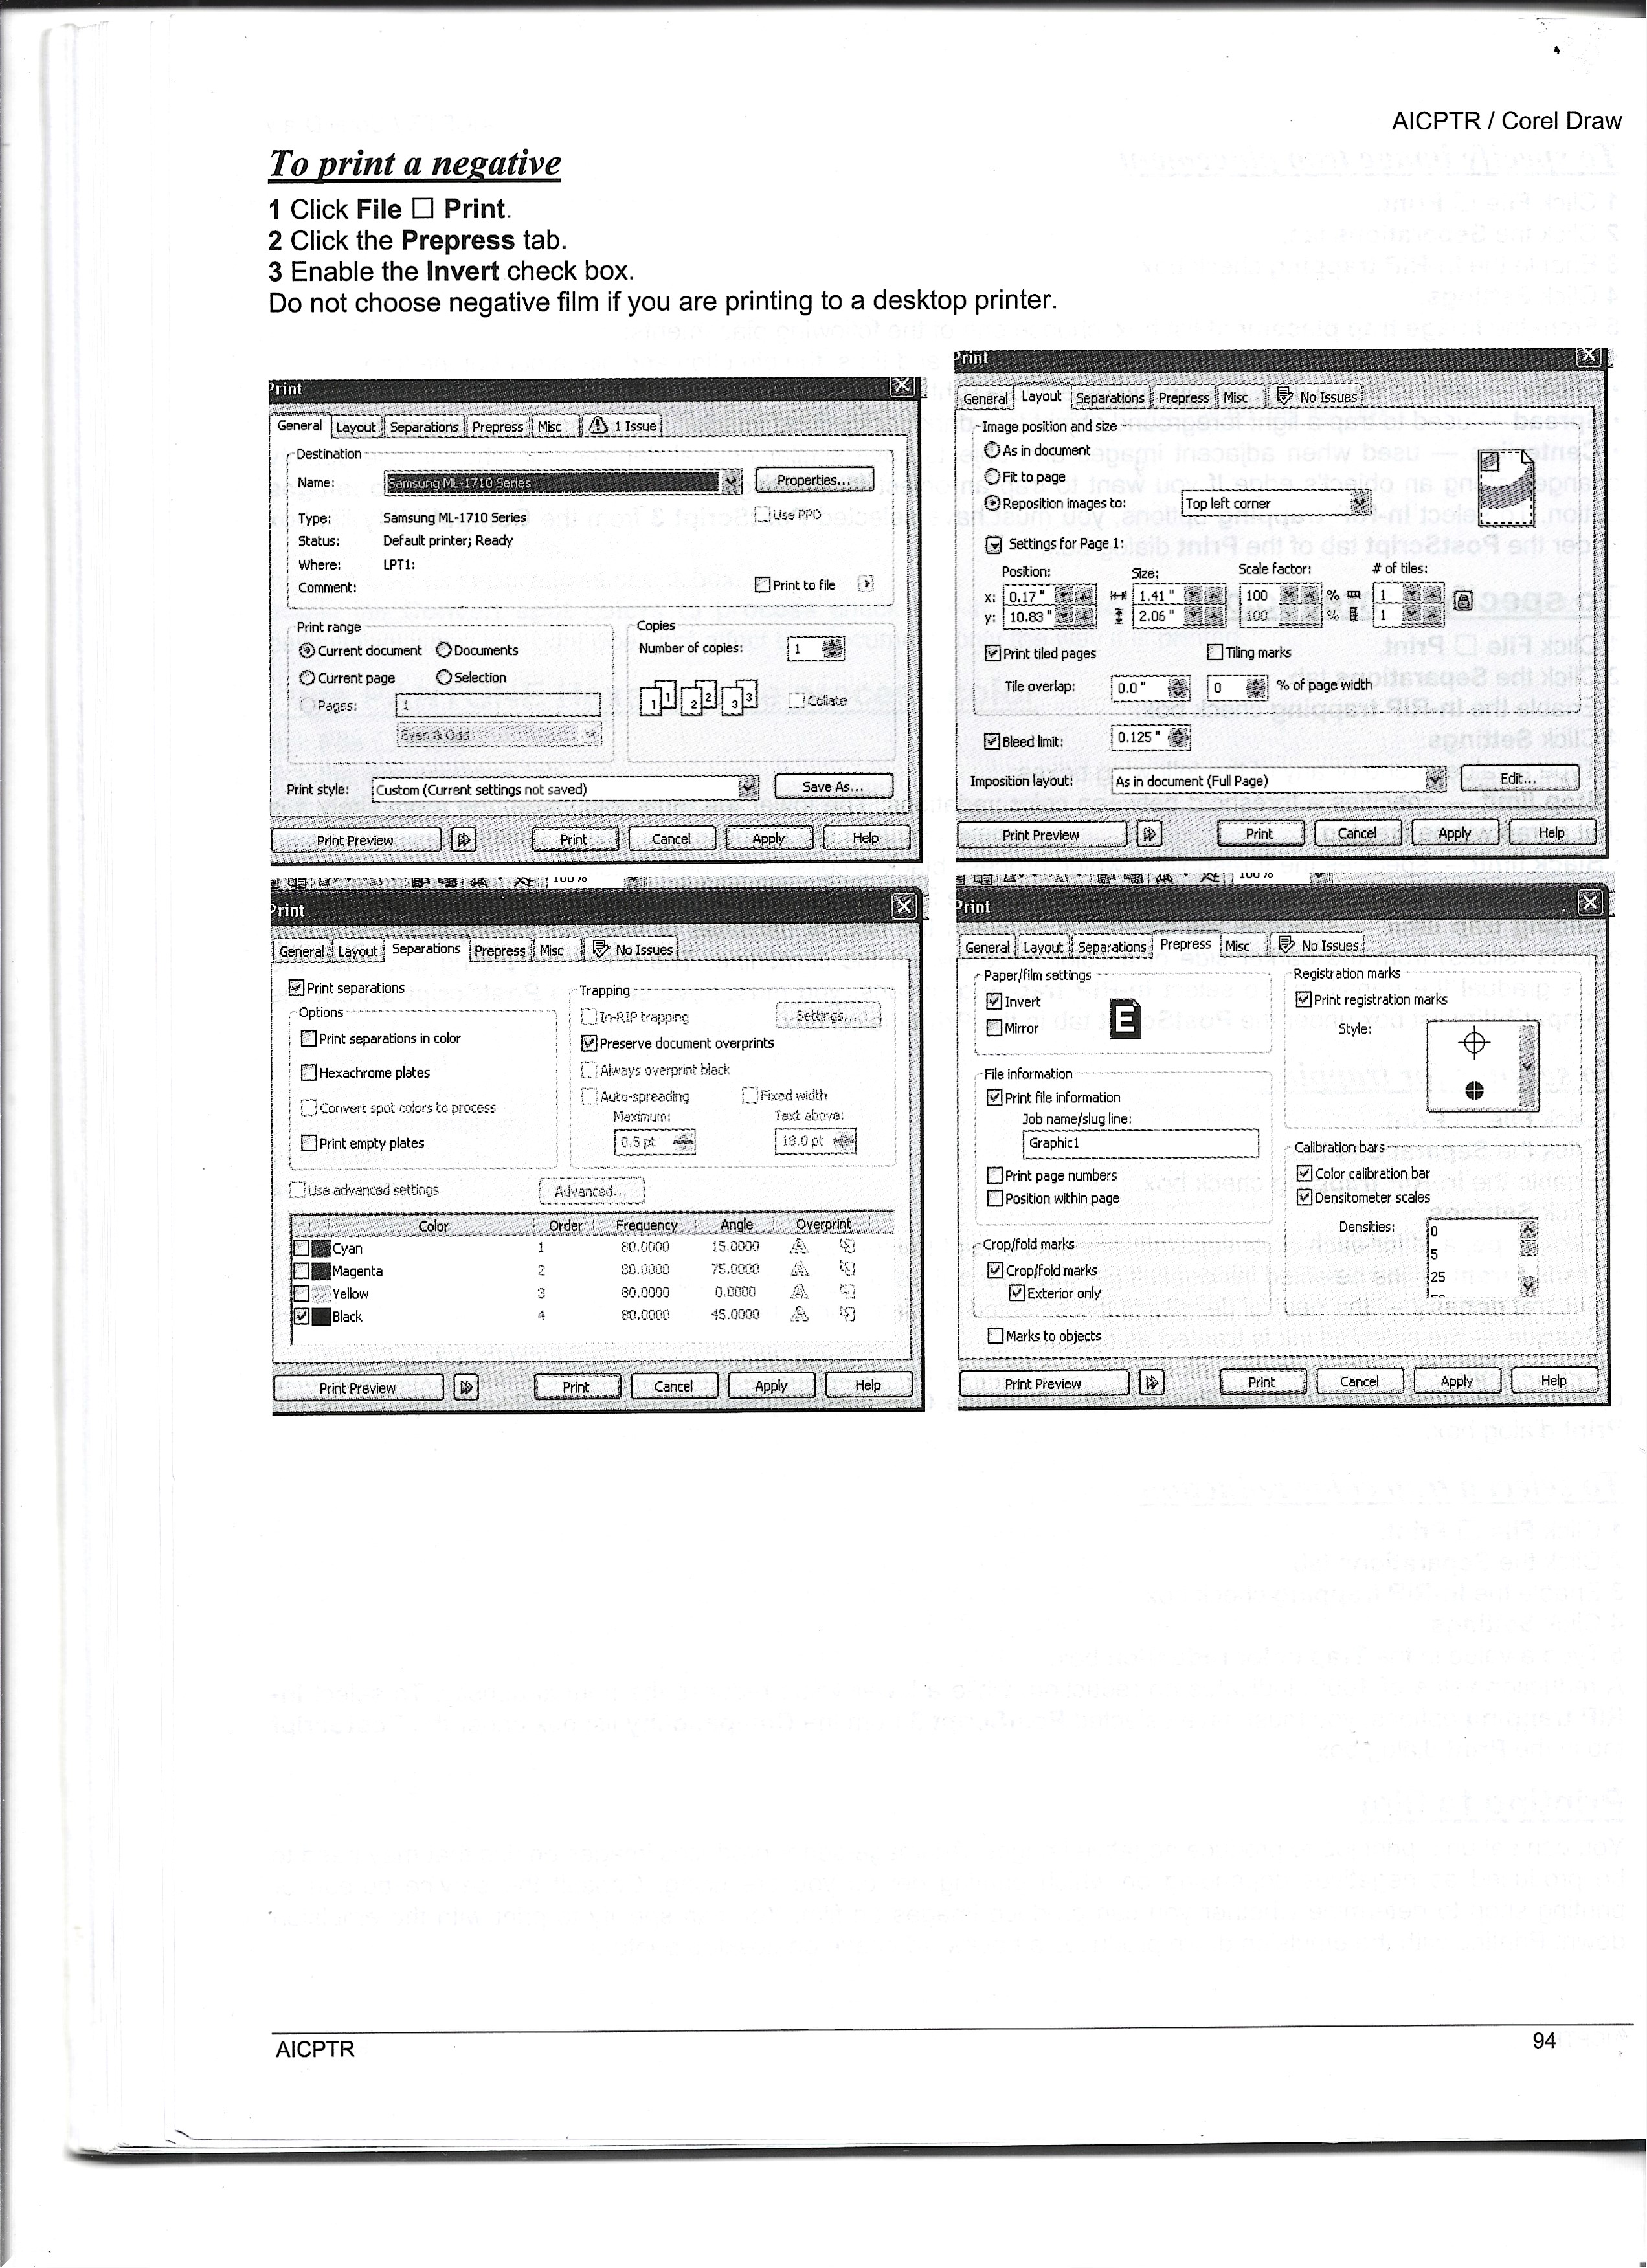 AICPTR / Corel Draw
To print a negative
1 Click File □ Print.
2 Click the Prepress tab.
3 Enable the Invert check box.
Do not choose negative film if you are printing to a desktop printer.
Print
General Layout Separations Prepress Misc 1 Issue
Destination
Name: Samsung ML-1710 Series Properties...
Type: Samsung ML-1710 Series Use PPD
Status: Default printer; Ready
Where: LPT1:
Comment: Print to file
Print range
Current document Documents
Current page Selection
Pages: 1
Even & Odd
Copies
Number of copies: 1
1 1 2 2 3 3 Collate
Print style: Custom (Current settings not saved) Save As...
Print Preview Print Cancel Apply Help
Print
General Layout Separations Prepress Misc No Issues
Image position and size
As in document
Fit to page
Reposition images to: Top left corner
Settings for Page 1:
Position: Size: Scale factor: # of tiles:
x: 0.17 " 1.41 " 100 % 1
y: 10.83 " 2.06 " 100 % 1
Print tiled pages Tiling marks
Tile overlap: 0.0 " 0 % of page width
Bleed limit: 0.125 "
Imposition layout: As in document (Full Page) Edit...
Print Preview Print Cancel Apply Help
100 %
Print
General Layout Separations Prepress Misc No Issues
Print separations
Options
Print separations in color
Hexachrome plates
Convert spot colors to process
Print empty plates
Trapping
In-RIP trapping Settings...
Preserve document overprints
Always overprint black
Auto-spreading Fixed width
Maximum: Text above:
0.5 pt 18.0 pt
Use advanced settings Advanced...
Color Order Frequency Angle Overprint
Cyan 1 80.0000 15.0000
Magenta 2 80.0000 75.0000
Yellow 3 80.0000 0.0000
Black 4 80.0000 45.0000
Print Preview Print Cancel Apply Help
100 %
Print
General Layout Separations Prepress Misc No Issues
Paper/film settings
Invert
Mirror
E
File information
Print file information
Job name/slug line:
Graphic1
Print page numbers
Position within page
Crop/fold marks
Crop/fold marks
Exterior only
Marks to objects
Registration marks
Print registration marks
Style:
Calibration bars
Color calibration bar
Densitometer scales
Densities: 0
5
25
Print Preview Print Cancel Apply Help
AICPTR 94